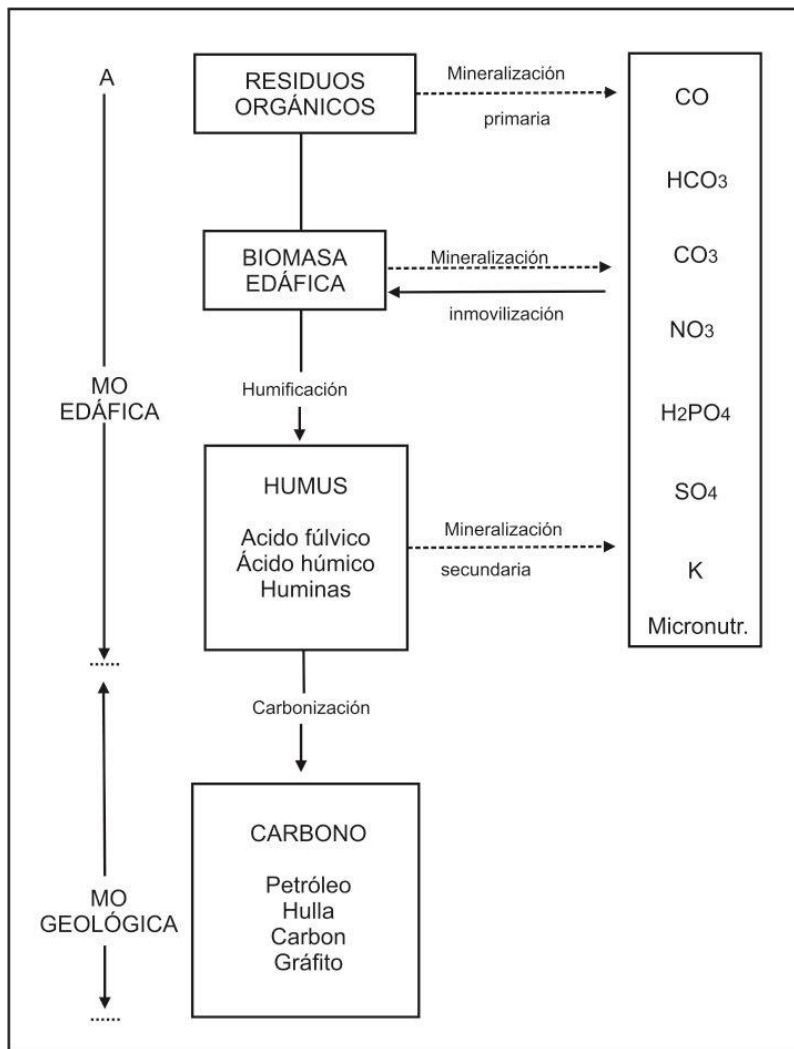 A
RESIDUOS
ORGÁNICOS
Mineralización
primaria
CO
HCO3
BIOMASA
EDÁFICA
Mineralización
inmovilización
CO3
NO3
MO
EDÁFICA
Humificación
H2PO4
HUMUS
Acido fúlvico
Ácido húmico
Huminas
Mineralización
secundaria
SO4
K
Micronutr.
......
Carbonización
CARBONO
Petróleo
Hulla
Carbon
Gráfito
MO
GEOLÓGICA
......